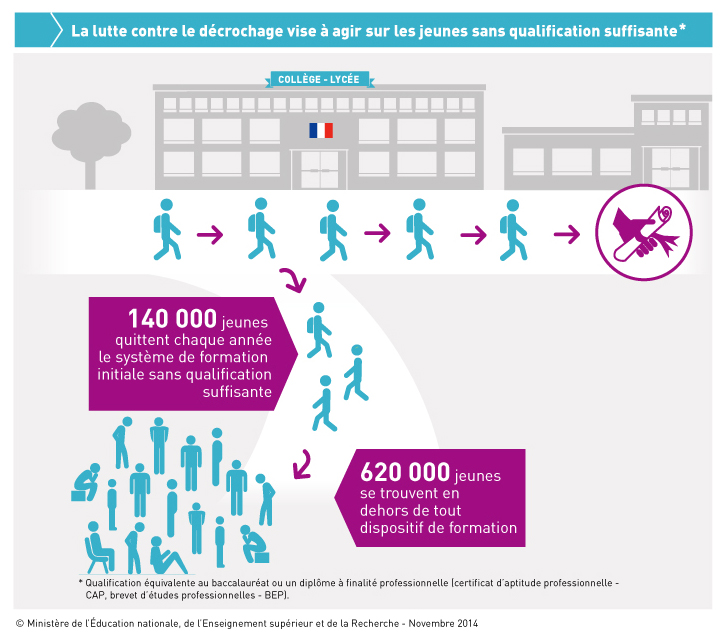 La lutte contre le décrochage vise à agir sur les jeunes sans qualification suffisante*
COLLÈGE - LYCÉE
140 000 jeunes
quittent chaque année
le système de formation
initiale sans qualification
suffisante
620 000 jeunes
se trouvent en
dehors de tout
dispositif de formation
* Qualification équivalente au baccalauréat ou un diplôme à finalité professionnelle (certificat d'aptitude professionnelle -
CAP, brevet d'études professionnelles - BEP).
© Ministère de l'Éducation nationale, de l'Enseignement supérieur et de la Recherche - Novembre 2014